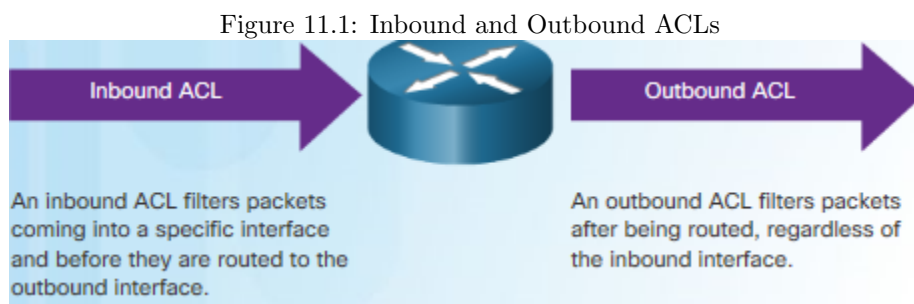 Figure 11.1: Inbound and Outbound ACLs
Inbound ACL
Outbound ACL
An inbound ACL filters packets
coming into a specific interface
and before they are routed to the
outbound interface.
An outbound ACL filters packets
after being routed, regardless of
the inbound interface.